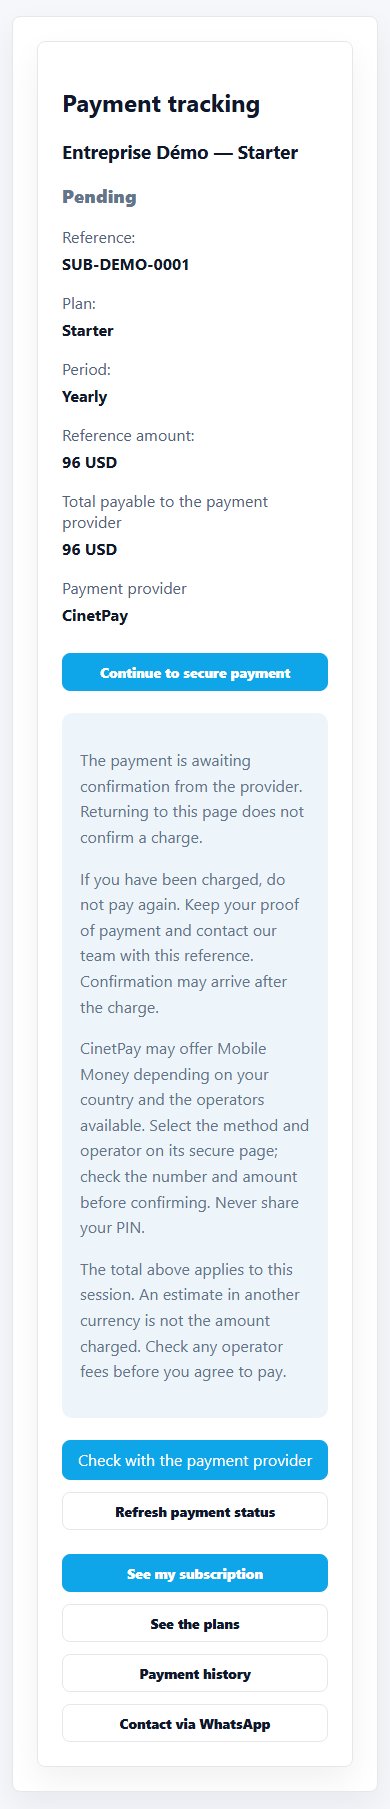 Payment tracking
Entreprise Démo — Starter
Pending
Reference:
SUB-DEMO-0001
Plan:
Starter
Period:
Yearly
Reference amount:
96 USD
Total payable to the payment
provider
96 USD
Payment provider
CinetPay
Continue to secure payment
The payment is awaiting
confirmation from the provider.
Returning to this page does not
confirm a charge.
If you have been charged, do
not pay again. Keep your proof
of payment and contact our
team with this reference.
Confirmation may arrive after
the charge.
CinetPay may offer Mobile
Money depending on your
country and the operators
available. Select the method and
operator on its secure page;
check the number and amount
before confirming. Never share
your PIN.
The total above applies to this
session. An estimate in another
currency is not the amount
charged. Check any operator
fees before you agree to pay.
Check with the payment provider
Refresh payment status
See my subscription
See the plans
Payment history
Contact via WhatsApp